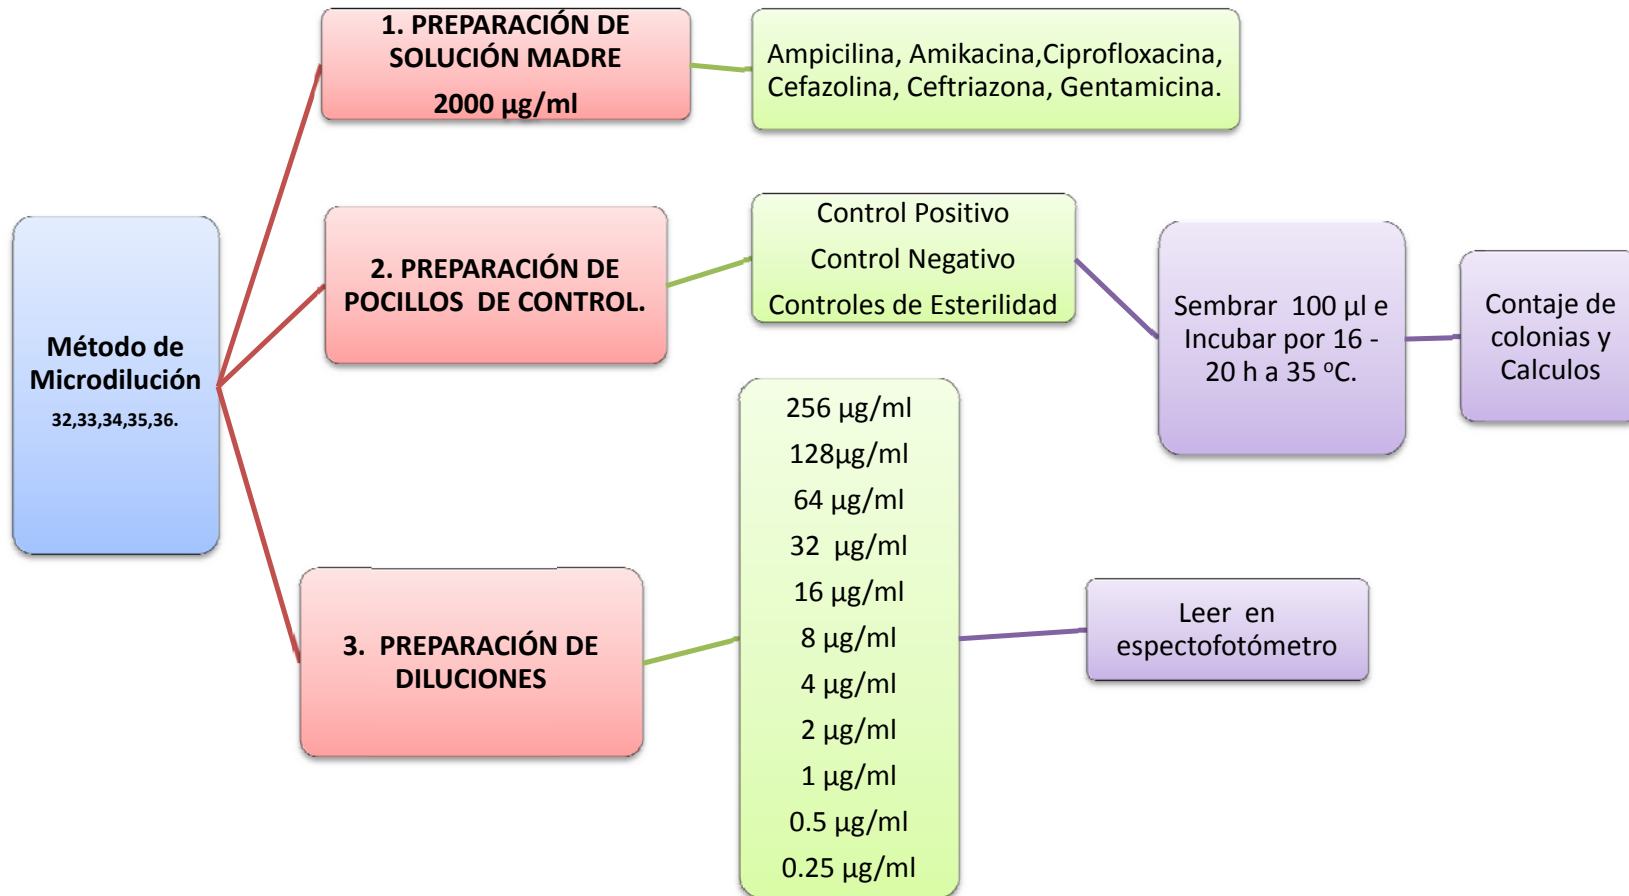 Método de
Microdilución
32,33,34,35,36.
1. PREPARACIÓN DE
SOLUCIÓN MADRE
2000 µg/ml
Ampicilina, Amikacina,Ciprofloxacina,
Cefazolina, Ceftriazona, Gentamicina.
2. PREPARACIÓN DE
POCILLOS DE CONTROL.
Control Positivo
Control Negativo
Controles de Esterilidad
Sembrar 100 µl e
Incubar por 16 -
20 h a 35 ºC.
Contaje de
colonias y
Calculos
3. PREPARACIÓN DE
DILUCIONES
256 µg/ml
128µg/ml
64 µg/ml
32 µg/ml
16 µg/ml
8 µg/ml
4 µg/ml
2 µg/ml
1 µg/ml
0.5 µg/ml
0.25 µg/ml
Leer en
espectofotómetro